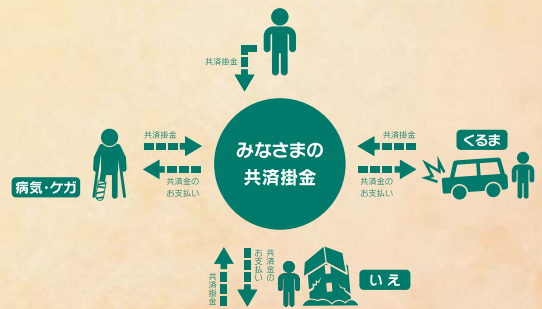 共済掛金
みなさまの
共済掛金
病気・ケガ
共済掛金
共済金の
お支払い
くるま
共済掛金
共済金の
お支払い
共済掛金
共済金の
お支払い
いえ